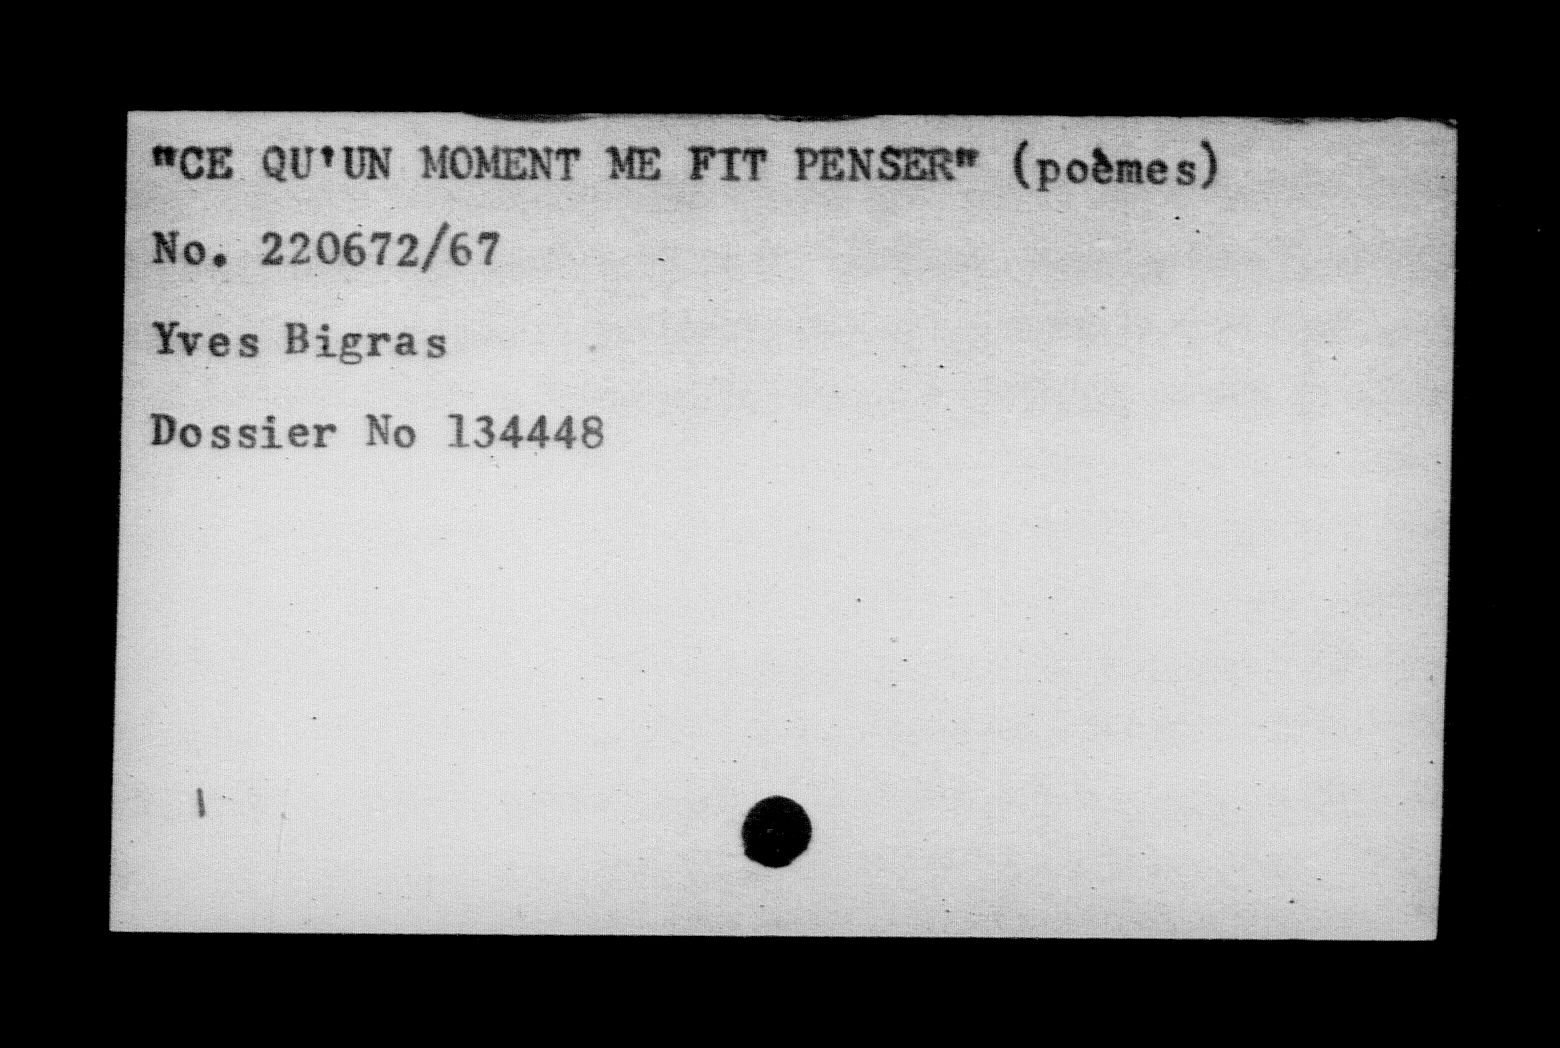 "CE QU'UN MOMENT ME FIT PENSER" (poèmes)
No. 220672/67
Yves Bigras
Dossier No 134448